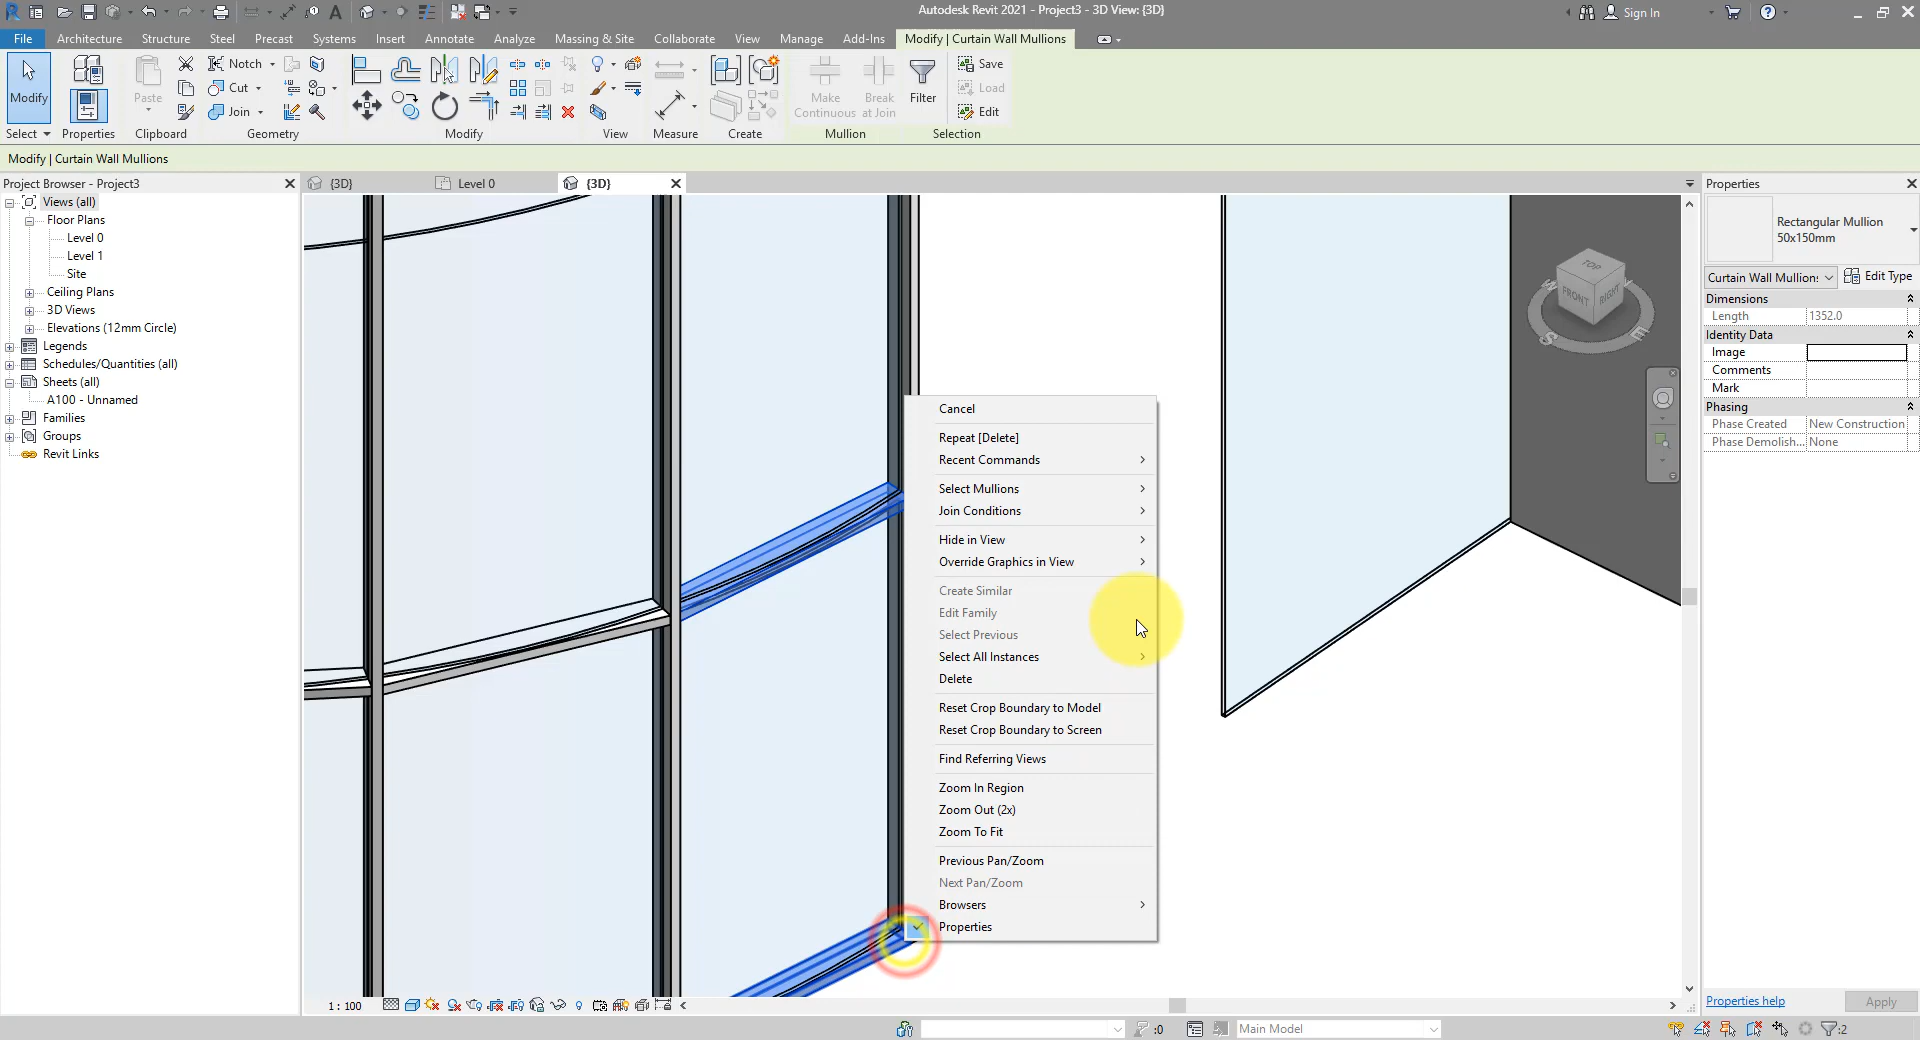 Autodesk Revit 2021 - Project3 - 3D View: {3D}
Sign In
File
Architecture
Structure
Steel
Precast
Systems
Insert
Annotate
Analyze
Massing & Site
Collaborate
View
Manage
Add-Ins
Modify | Curtain Wall Mullions
Modify
Paste
Notch
Cut
Join
Make Continuous
Break at Join
Filter
Save
Load
Edit
Select
Properties
Clipboard
Geometry
Modify
View
Measure
Create
Mullion
Selection
Modify | Curtain Wall Mullions
Project Browser - Project3
Views (all)
Floor Plans
Level 0
Level 1
Site
Ceiling Plans
3D Views
Elevations (12mm Circle)
Legends
Schedules/Quantities (all)
Sheets (all)
A100 - Unnamed
Families
Groups
Revit Links
{3D}
Level 0
{3D}
TOP
FRONT
RIGHT
W
S
E
Cancel
Repeat [Delete]
Recent Commands
Select Mullions
Join Conditions
Hide in View
Override Graphics in View
Create Similar
Edit Family
Select Previous
Select All Instances
Delete
Reset Crop Boundary to Model
Reset Crop Boundary to Screen
Find Referring Views
Zoom In Region
Zoom Out (2x)
Zoom To Fit
Previous Pan/Zoom
Next Pan/Zoom
Browsers
Properties
Properties
Rectangular Mullion
50x150mm
Curtain Wall Mullion:
Edit Type
Dimensions
Length 1352.0
Identity Data
Image
Comments
Mark
Phasing
Phase Created New Construction
Phase Demolish... None
Properties help
Apply
1 : 100
:0
Main Model
:2